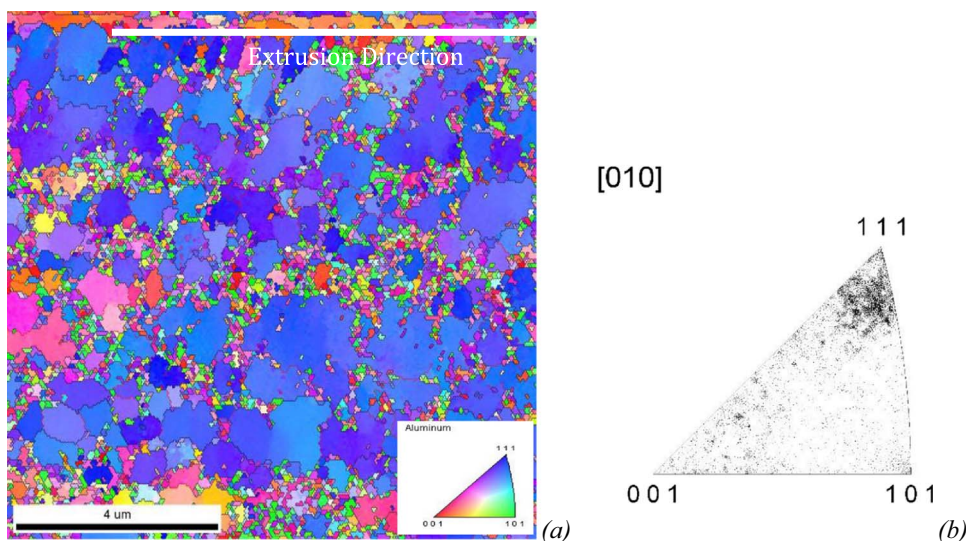 Extrusion Direction
[010]
1 1 1
Aluminum
1 1 1
0 0 1 1 0 1
4 um
0 0 1 1 0 1
(a) (b)